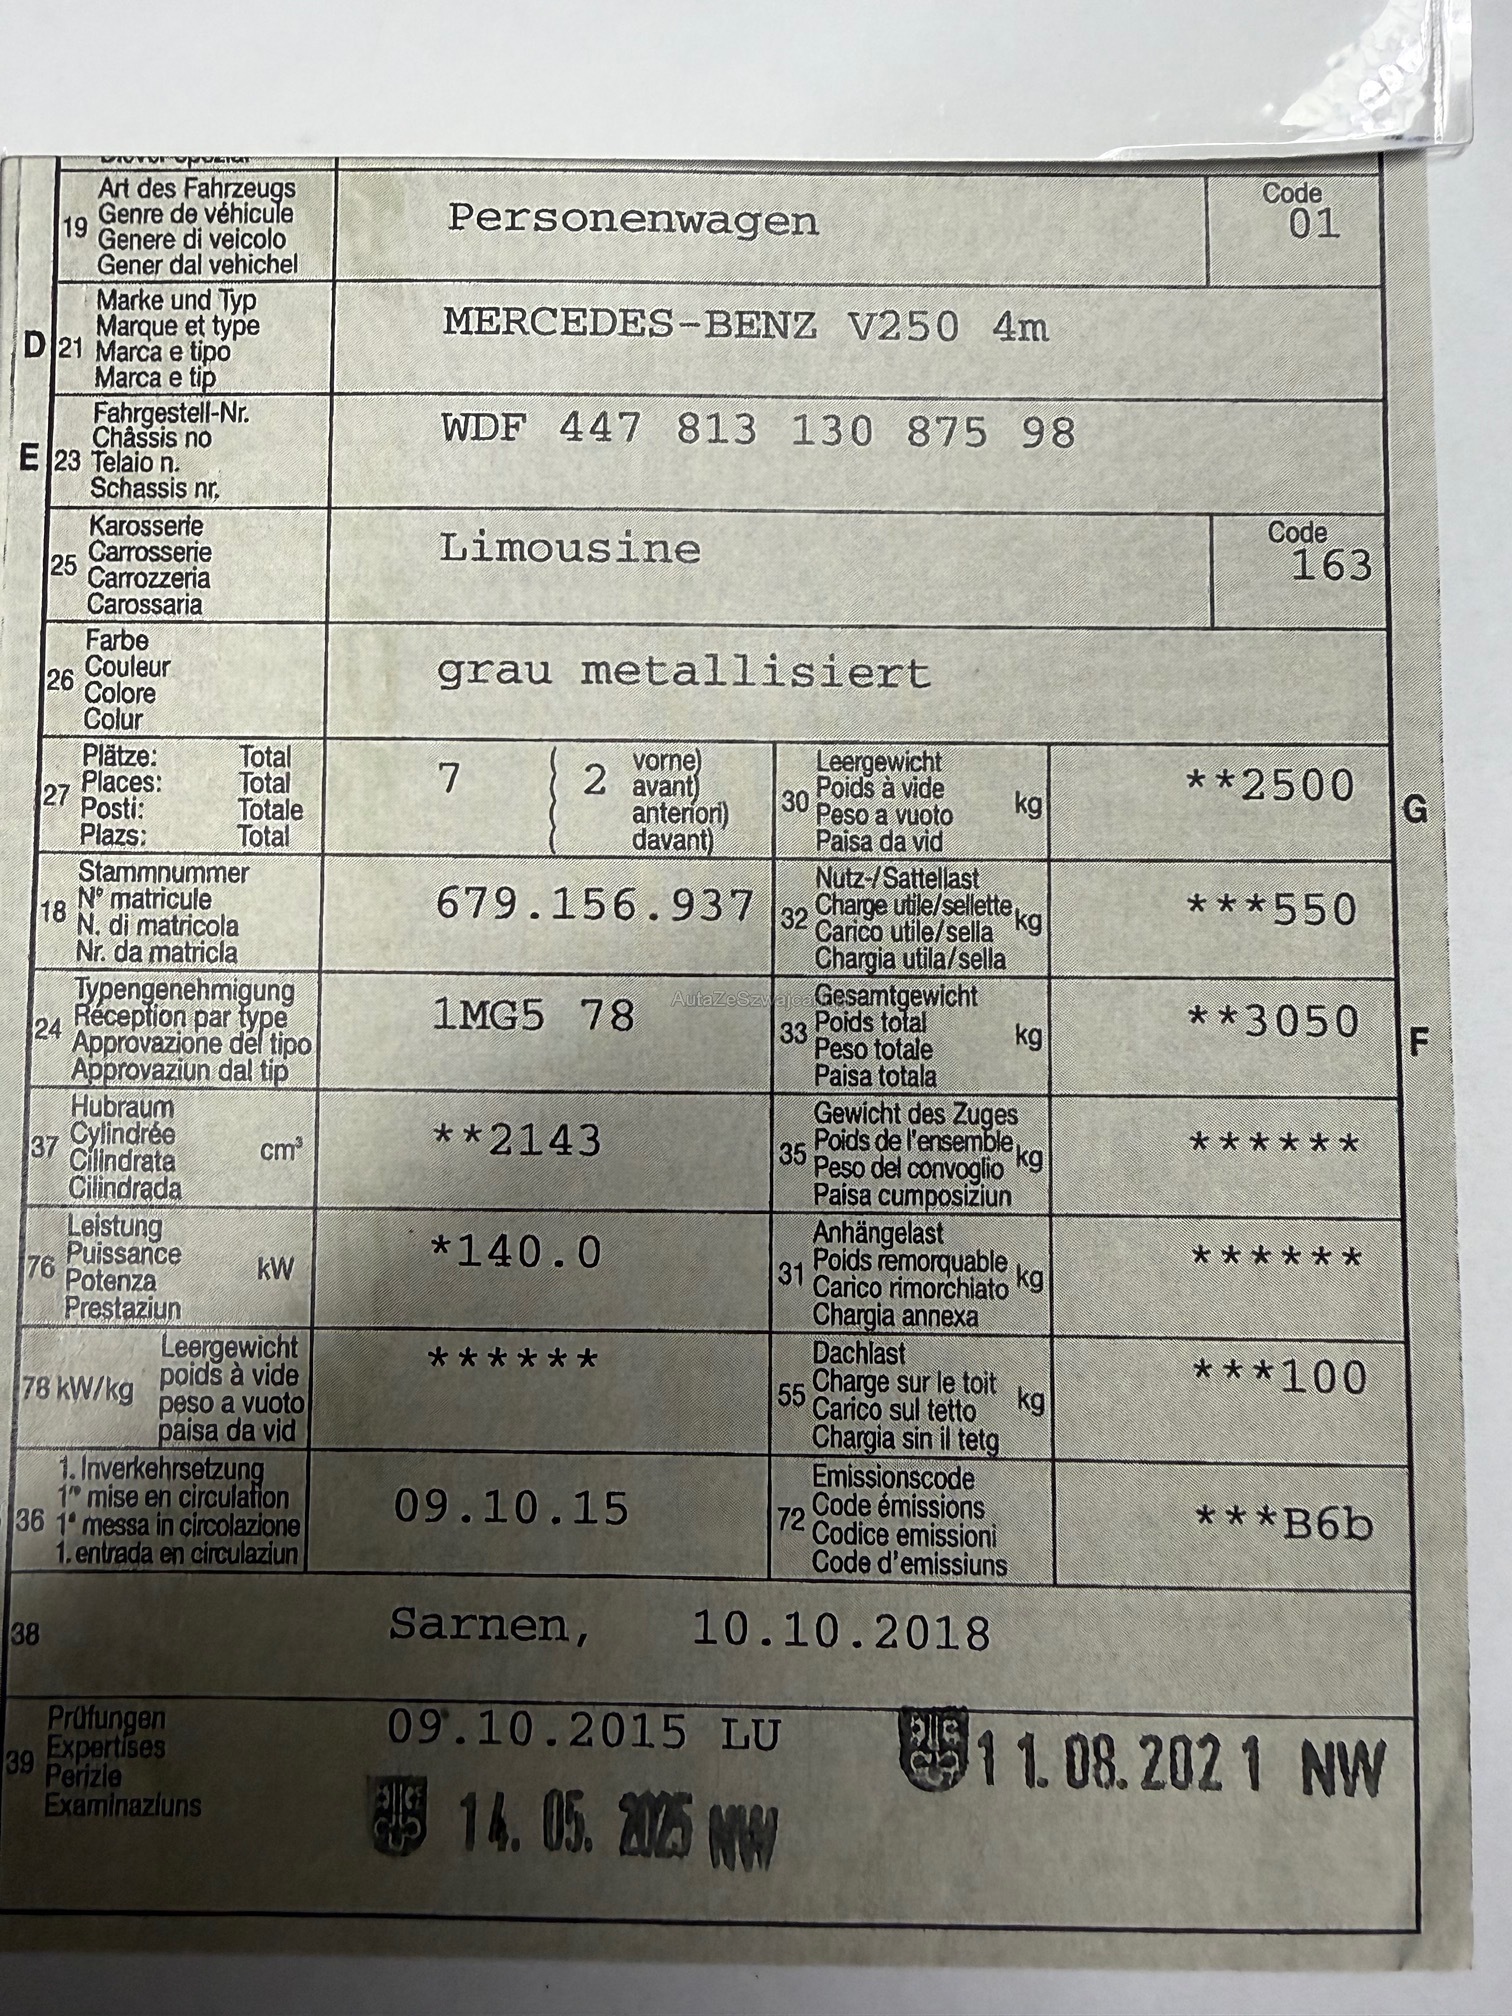 19 Art des Fahrzeugs
Genre de véhicule
Genere di veicolo
Gener dal vehichel
Personenwagen
Code
01
D 21 Marke und Typ
Marque et type
Marca e tipo
Marca e tip
MERCEDES-BENZ V250 4m
E 23 Fahrgestell-Nr.
Châssis no
Telaio n.
Schassis nr.
WDF 447 813 130 875 98
25 Karosserie
Carrosserie
Carrozzeria
Carossaria
Limousine
Code
163
26 Farbe
Couleur
Colore
Colur
grau metallisiert
27 Plätze: Total
Places: Total
Posti: Totale
Plazs: Total
7 ( 2 vorne)
avant)
anteriori)
davant)
30 Leergewicht
Poids à vide
Peso a vuoto
Paisa da vid
kg
**2500
G
18 Stammnummer
N° matricule
N. di matricola
Nr. da matricla
679.156.937
32 Nutz-/Sattellast
Charge utile/sellette
Carico utile/sella
Chargia utila/sella
kg
***550
24 Typengenehmigung
Réception par type
Approvazione del tipo
Approvaziun dal tip
1MG5 78
33 Gesamtgewicht
Poids total
Peso totale
Paisa totala
kg
**3050
F
37 Hubraum
Cylindrée
Cilindrata
Cilindrada
cm³
**2143
35 Gewicht des Zuges
Poids de l'ensemble
Peso del convoglio
Paisa cumposiziun
kg
******
76 Leistung
Puissance
Potenza
Prestaziun
kW
*140.0
31 Anhängelast
Poids remorquable
Carico rimorchiato
Chargia annexa
kg
******
78 kW/kg Leergewicht
poids à vide
peso a vuoto
paisa da vid
******
55 Dachlast
Charge sur le toit
Carico sul tetto
Chargia sin il tetg
kg
***100
36 1. Inverkehrsetzung
1re mise en circulation
1a messa in circolazione
1. entrada en circulaziun
09.10.15
72 Emissionscode
Code émissions
Codice emissioni
Code d'emissiuns
***B6b
38 Sarnen, 10.10.2018
39 Prüfungen
Expertises
Perizie
Examinaziuns
09.10.2015 LU
11.08.2021 NW
14.05.2025 NW